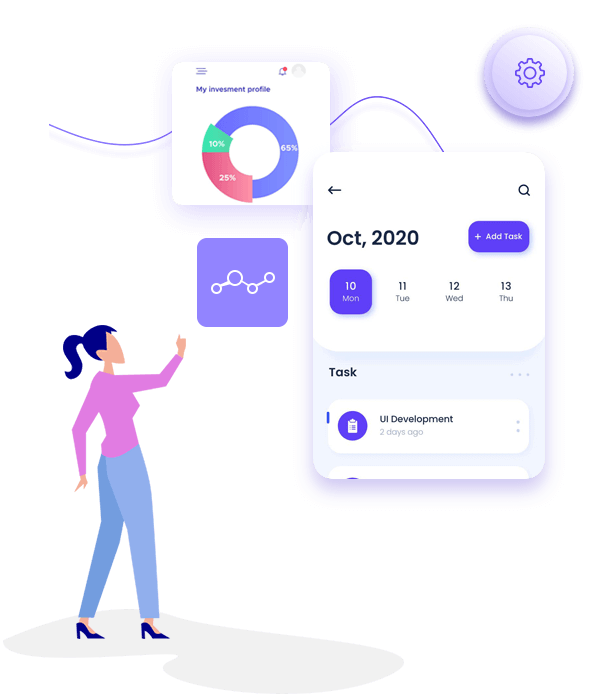 My invesment profile
65%
10%
25%
Oct, 2020
+ Add Task
10 11 12 13
Mon Tue Wed Thu
Task
UI Development
2 days ago